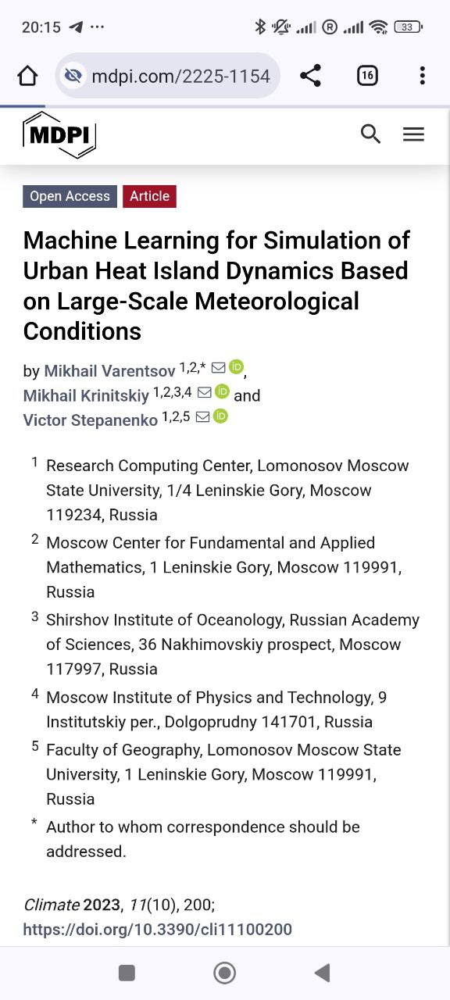 20:15 ··· R 33
mdpi.com/2225-1154 16
MDPI
Open Access Article
Machine Learning for Simulation of
Urban Heat Island Dynamics Based
on Large-Scale Meteorological
Conditions
by Mikhail Varentsov 1,2,* iD,
Mikhail Krinitskiy 1,2,3,4 iD and
Victor Stepanenko 1,2,5 iD
1 Research Computing Center, Lomonosov Moscow
State University, 1/4 Leninskie Gory, Moscow
119234, Russia
2 Moscow Center for Fundamental and Applied
Mathematics, 1 Leninskie Gory, Moscow 119991,
Russia
3 Shirshov Institute of Oceanology, Russian Academy
of Sciences, 36 Nakhimovskiy prospect, Moscow
117997, Russia
4 Moscow Institute of Physics and Technology, 9
Institutskiy per., Dolgoprudny 141701, Russia
5 Faculty of Geography, Lomonosov Moscow State
University, 1 Leninskie Gory, Moscow 119991,
Russia
* Author to whom correspondence should be
addressed.
Climate 2023, 11(10), 200;
https://doi.org/10.3390/cli11100200